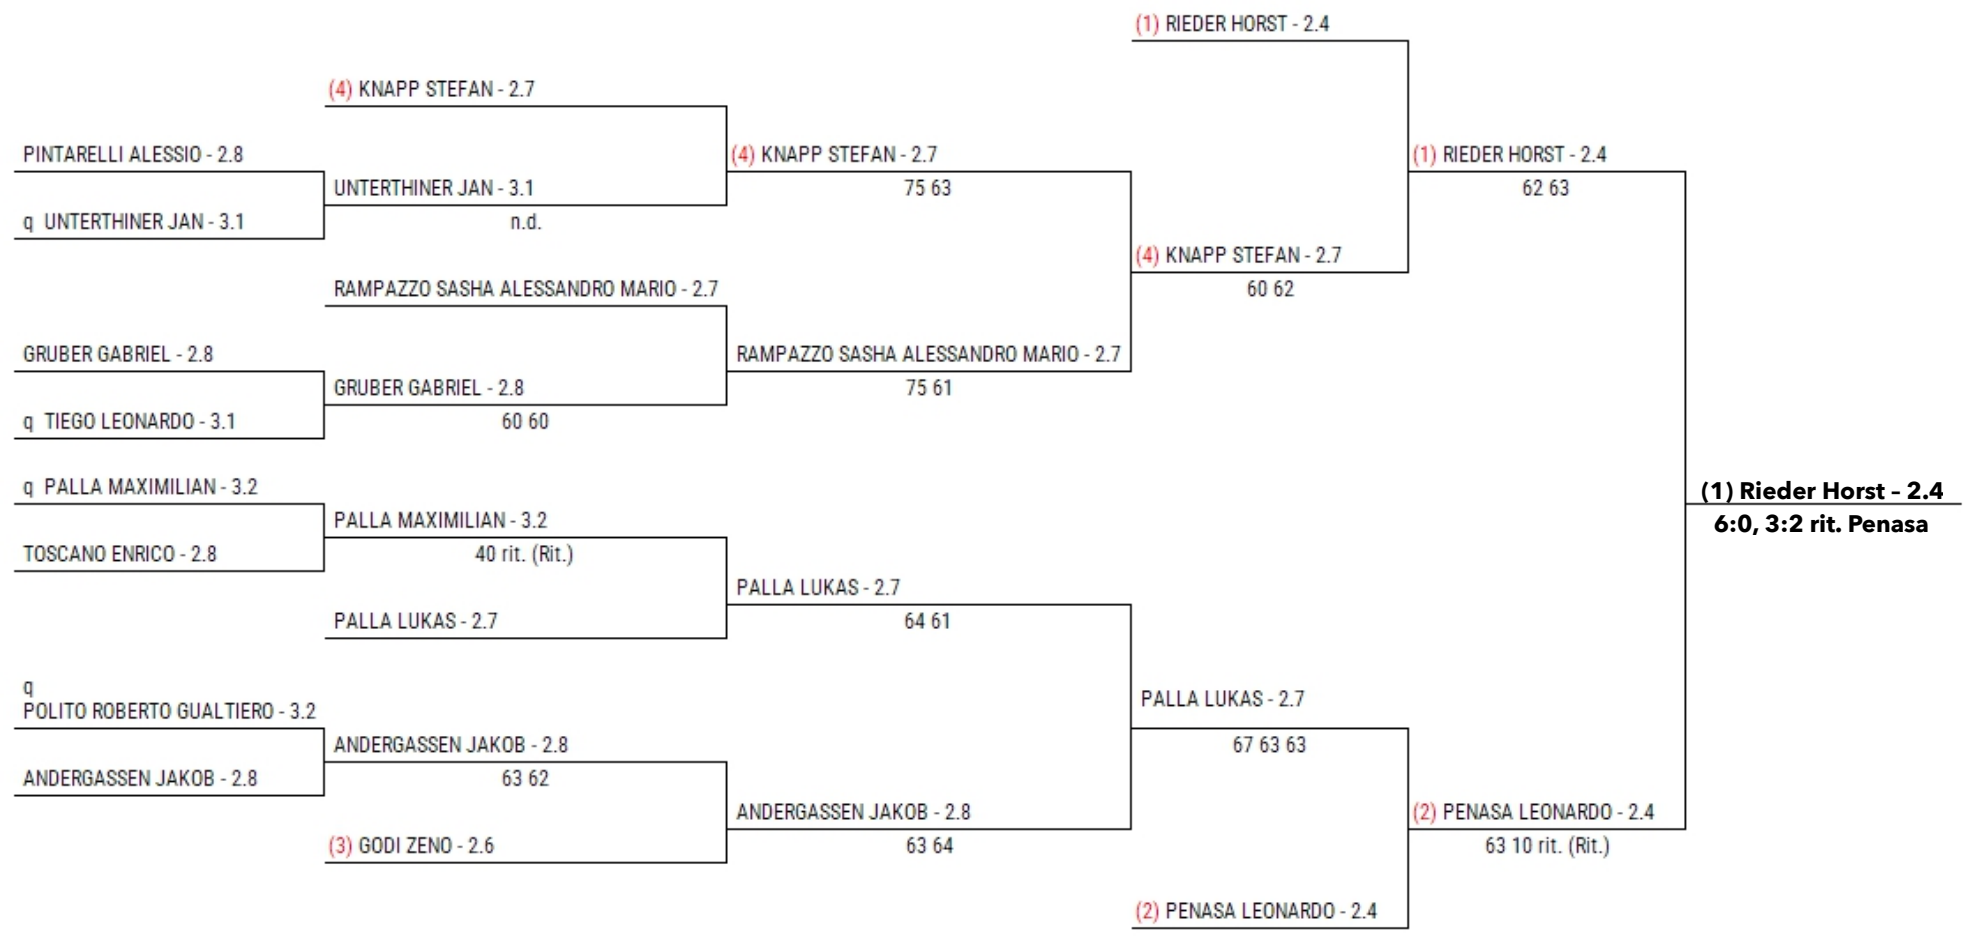 (1) RIEDER HORST - 2.4
(4) KNAPP STEFAN - 2.7
PINTARELLI ALESSIO - 2.8
(4) KNAPP STEFAN - 2.7
(1) RIEDER HORST - 2.4
UNTERTHINER JAN - 3.1
75 63
62 63
q UNTERTHINER JAN - 3.1
n.d.
(4) KNAPP STEFAN - 2.7
RAMPAZZO SASHA ALESSANDRO MARIO - 2.7
60 62
GRUBER GABRIEL - 2.8
RAMPAZZO SASHA ALESSANDRO MARIO - 2.7
GRUBER GABRIEL - 2.8
75 61
q TIEGO LEONARDO - 3.1
60 60
q PALLA MAXIMILIAN - 3.2
(1) Rieder Horst – 2.4
PALLA MAXIMILIAN - 3.2
6:0, 3:2 rit. Penasa
TOSCANO ENRICO - 2.8
40 rit. (Rit.)
PALLA LUKAS - 2.7
PALLA LUKAS - 2.7
64 61
q
POLITO ROBERTO GUALTIERO - 3.2
PALLA LUKAS - 2.7
ANDERGASSEN JAKOB - 2.8
67 63 63
ANDERGASSEN JAKOB - 2.8
63 62
ANDERGASSEN JAKOB - 2.8
(2) PENASA LEONARDO - 2.4
(3) GODI ZENO - 2.6
63 64
63 10 rit. (Rit.)
(2) PENASA LEONARDO - 2.4